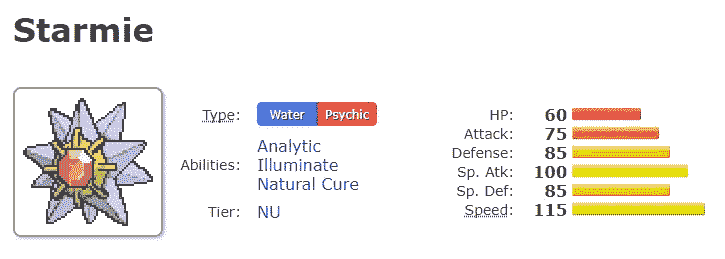 Starmie
Type: Water Psychic
Abilities: Analytic
Illuminate
Natural Cure
Tier: NU
HP: 60
Attack: 75
Defense: 85
Sp. Atk: 100
Sp. Def: 85
Speed: 115